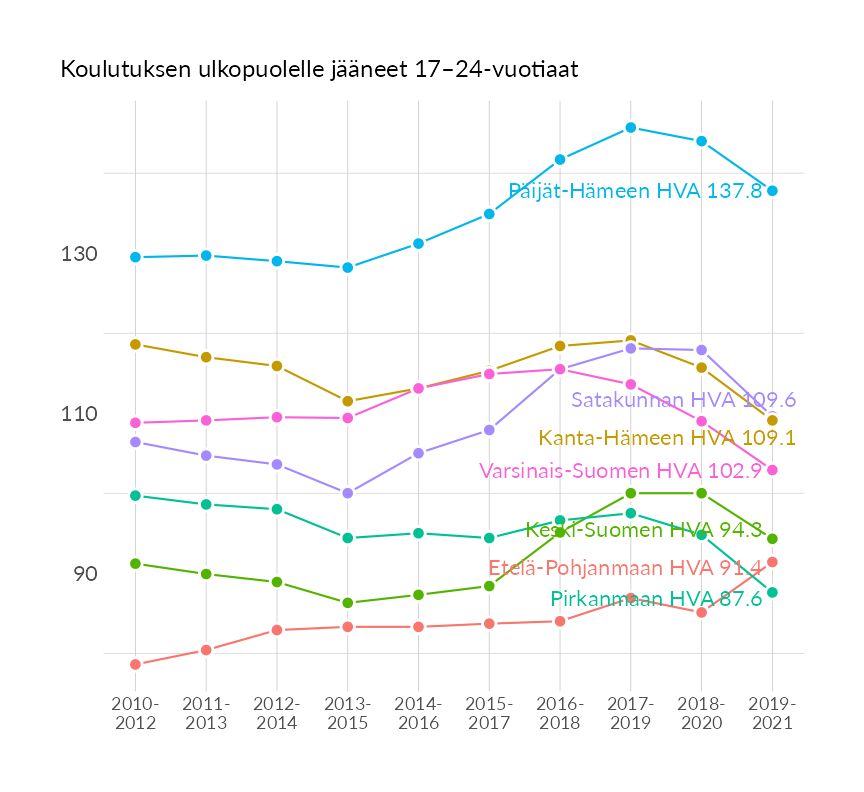 Koulutuksen ulkopuolelle jääneet 17–24-vuotiaat
Päijät-Hämeen HVA 137.8
130
Satakunnan HVA 109.6
110
Kanta-Hämeen HVA 109.1
Varsinais-Suomen HVA 102.9
Keski-Suomen HVA 94.3
Etelä-Pohjanmaan HVA 91.4
90
Pirkanmaan HVA 87.6
2010- 2011- 2012- 2013- 2014- 2015- 2016- 2017- 2018- 2019-
2012 2013 2014 2015 2016 2017 2018 2019 2020 2021